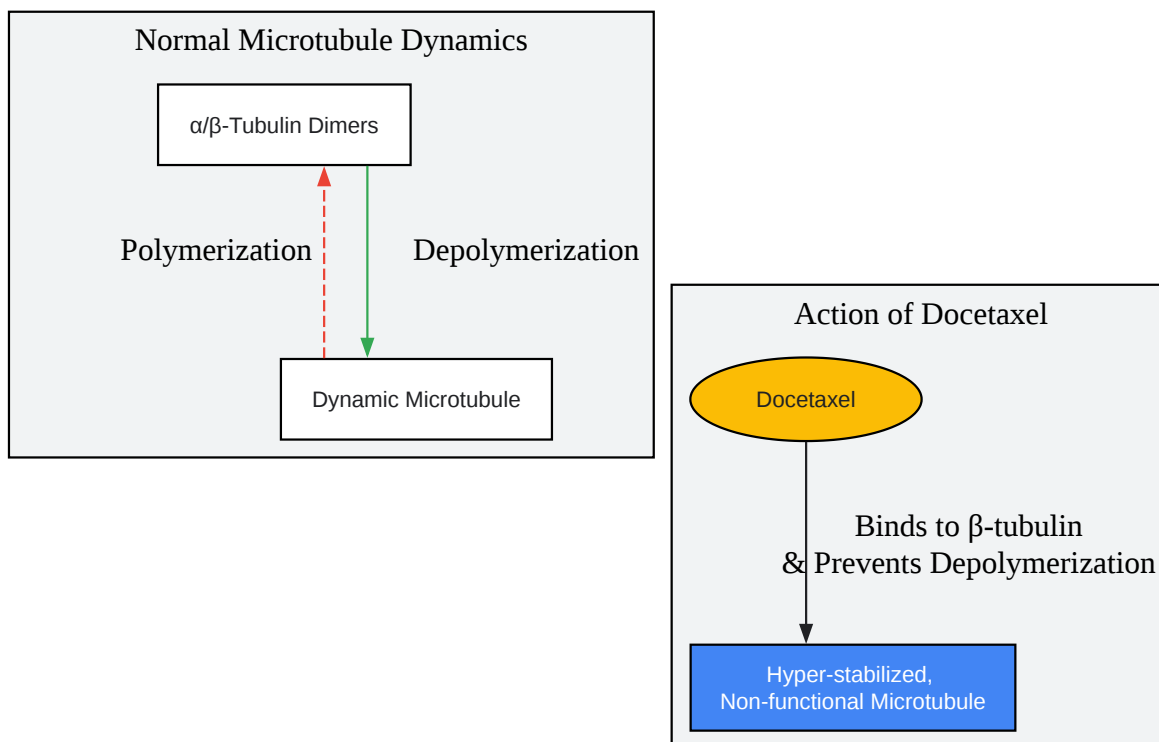 Normal Microtubule Dynamics
α/β-Tubulin Dimers
Polymerization
Depolymerization
Dynamic Microtubule
Action of Docetaxel
Docetaxel
Binds to β-tubulin
& Prevents Depolymerization
Hyper-stabilized,
Non-functional Microtubule